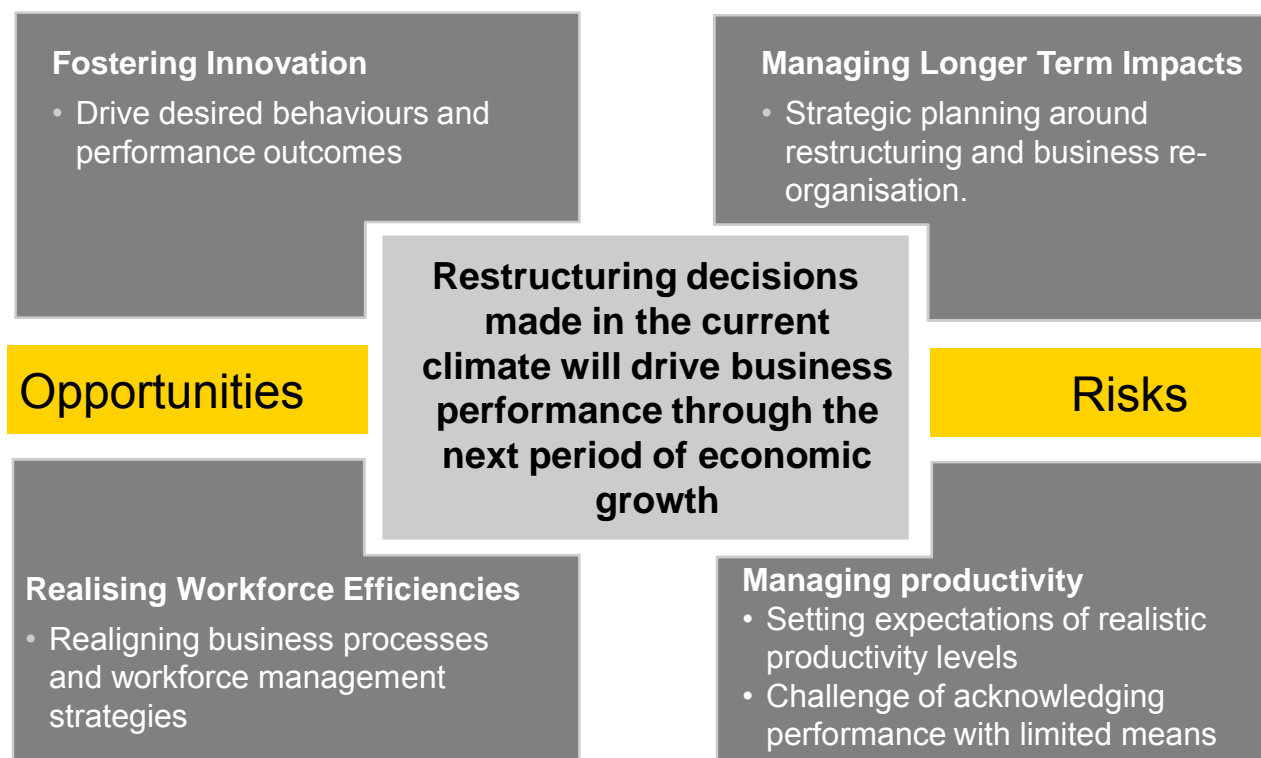 Fostering Innovation
• Drive desired behaviours and
performance outcomes
Managing Longer Term Impacts
• Strategic planning around
restructuring and business re-
organisation.
Restructuring decisions
made in the current
climate will drive business
performance through the
next period of economic
growth
Opportunities
Risks
Realising Workforce Efficiencies
• Realigning business processes
and workforce management
strategies
Managing productivity
• Setting expectations of realistic
productivity levels
• Challenge of acknowledging
performance with limited means